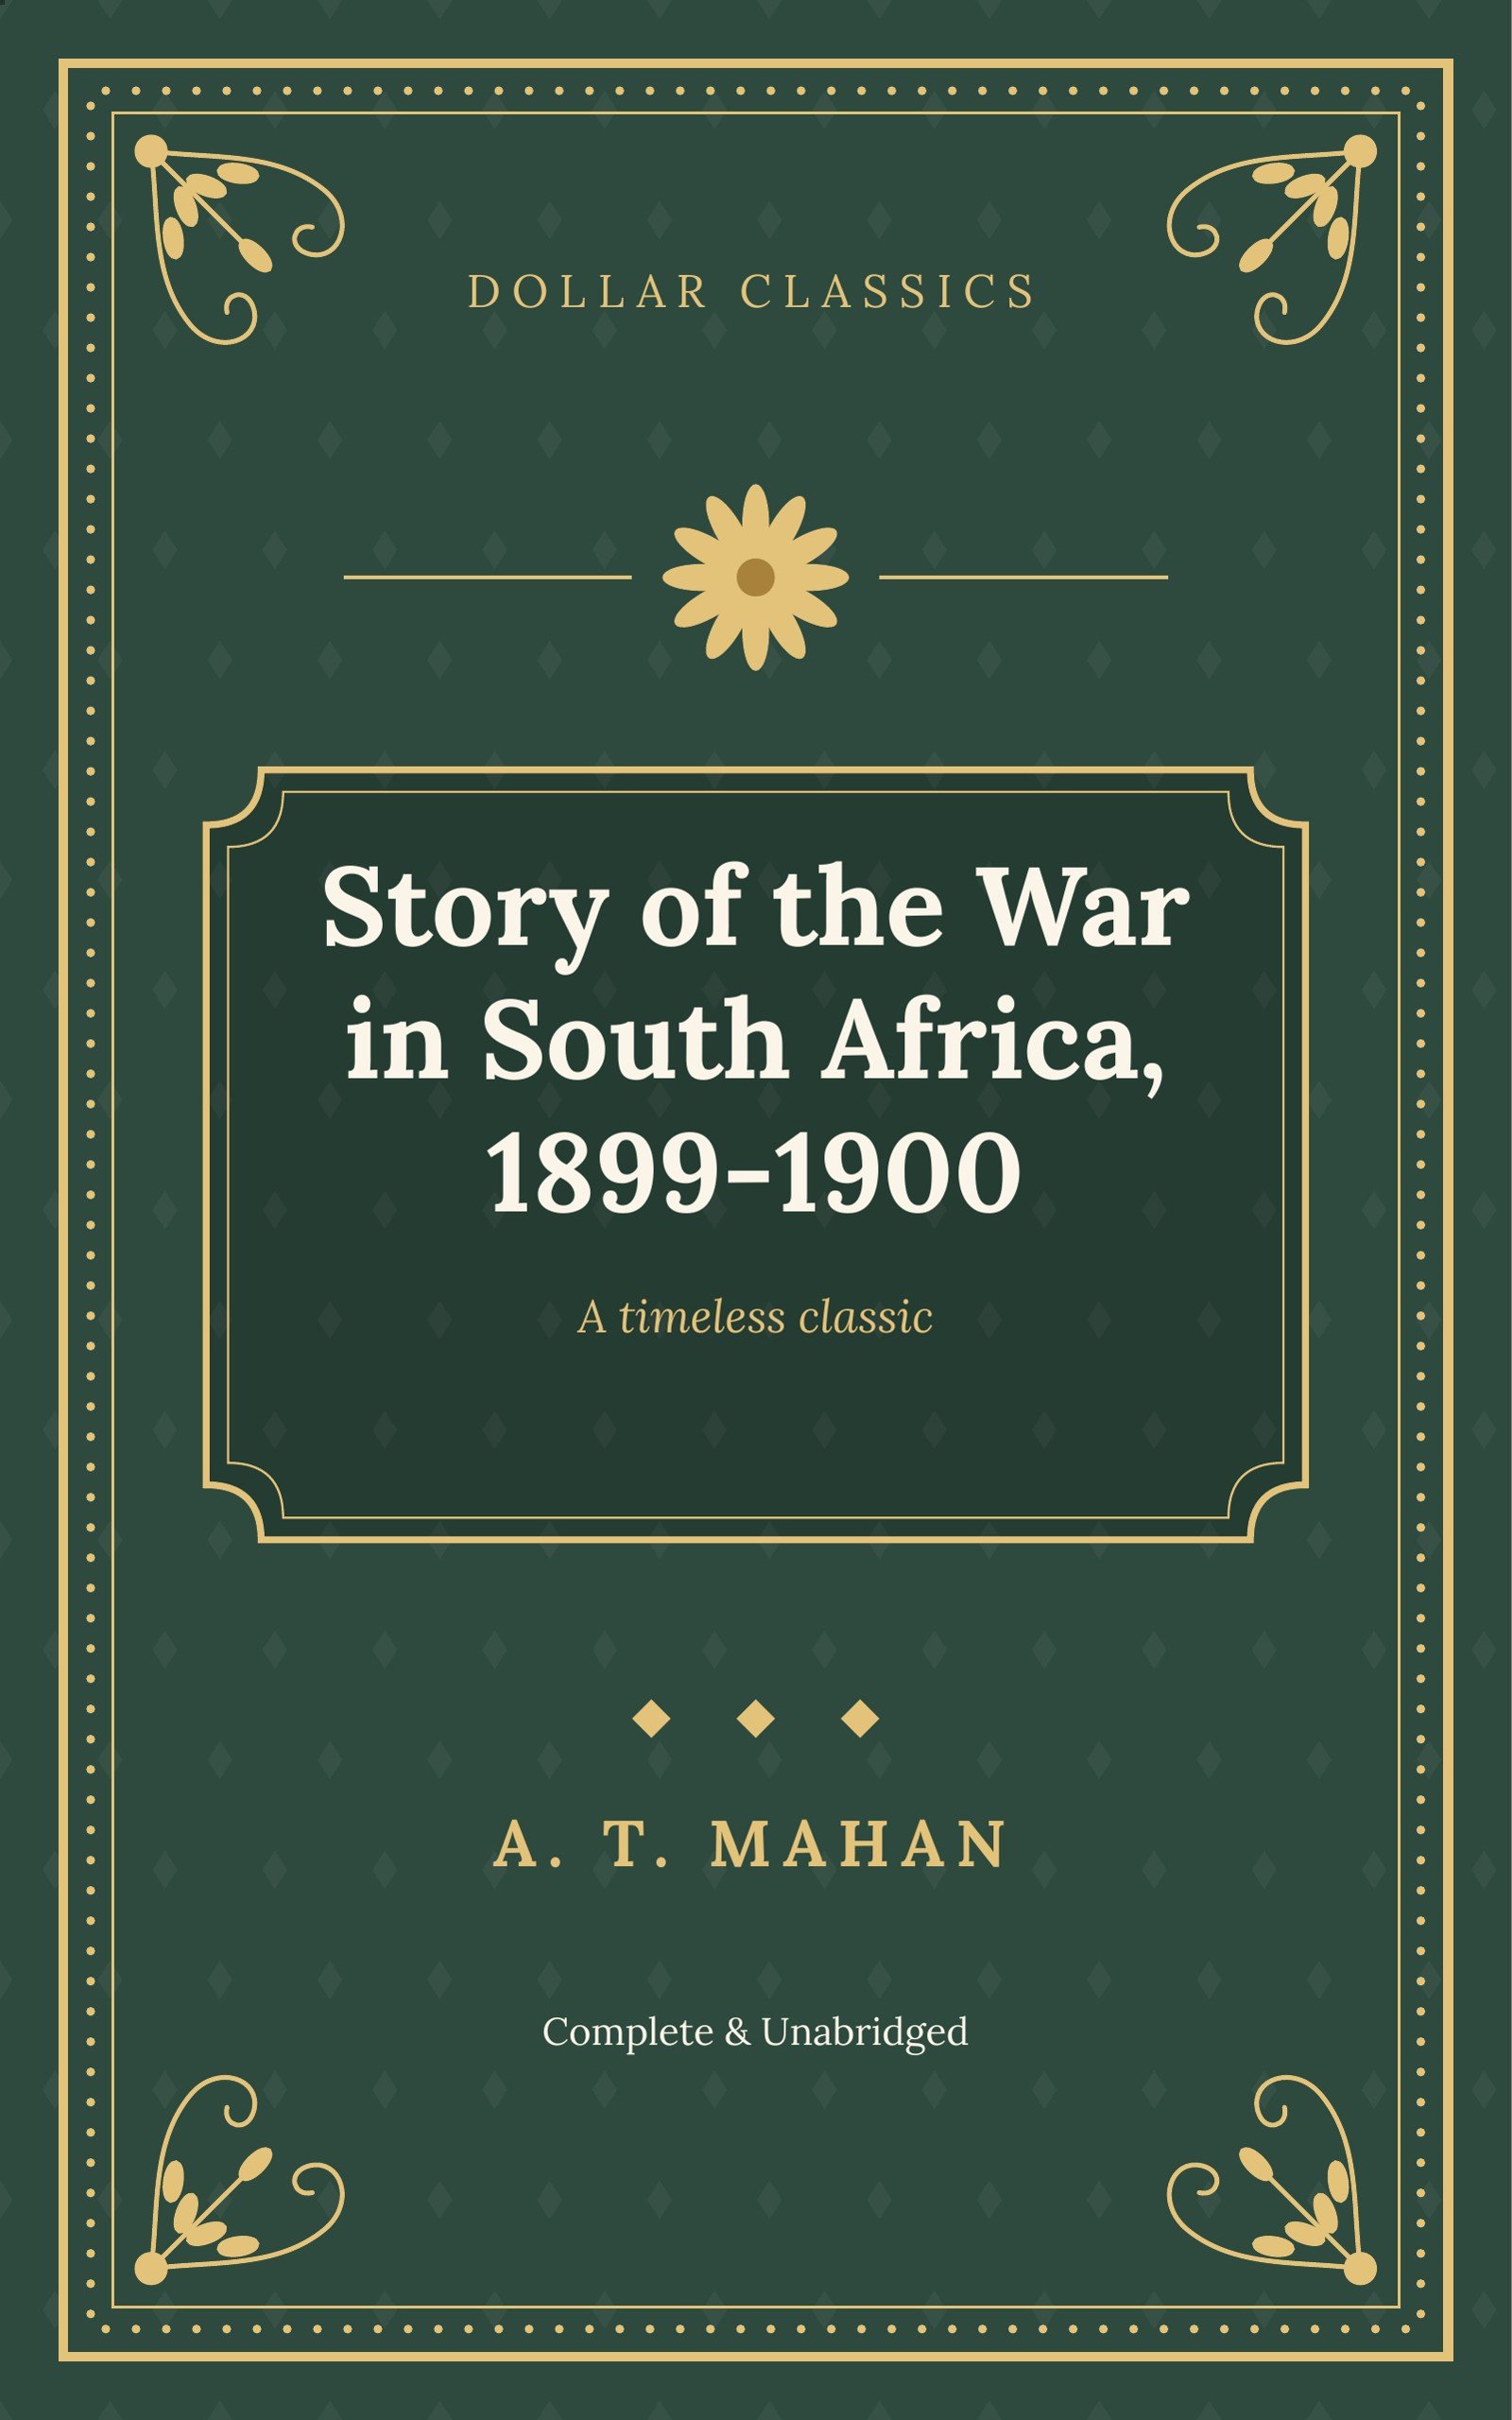 DOLLAR CLASSICS
Story of the War
in South Africa,
1899-1900
A timeless classic
A. T. MAHAN
Complete & Unabridged